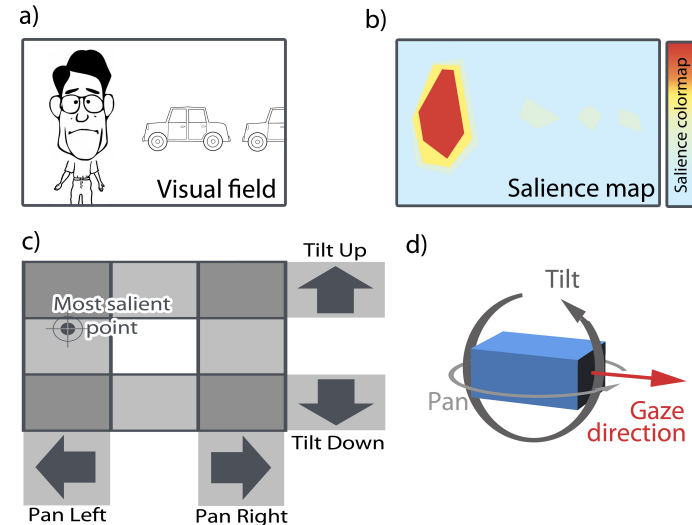 a)
Visual field
b)
Salience map
Salience colormap
c)
Tilt Up
Most salient
point
Tilt Down
Pan Left
Pan Right
d)
Tilt
Pan
Gaze
direction